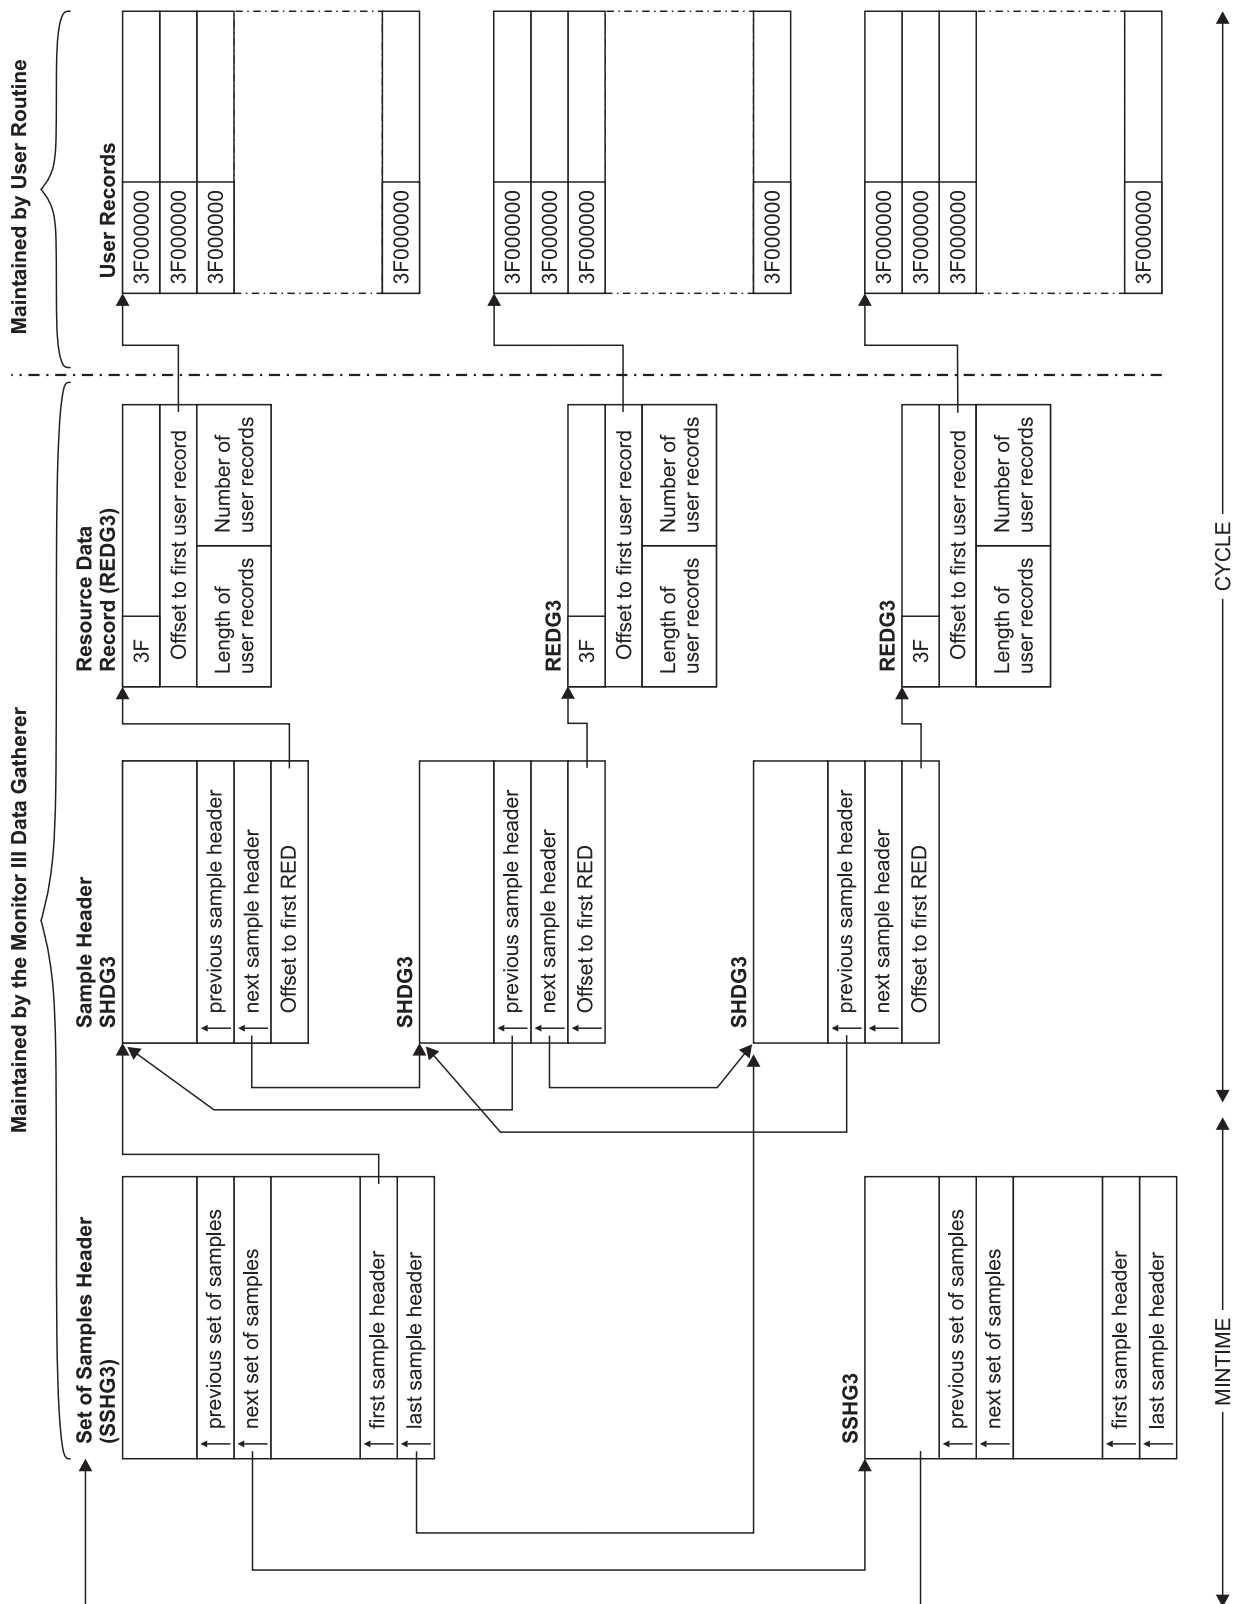 Maintained by the Monitor III Data Gatherer
Maintained by User Routine
Set of Samples Header
(SSHG3)
previous set of samples
next set of samples
first sample header
last sample header
SSHG3
previous set of samples
next set of samples
first sample header
last sample header
Sample Header
SHDG3
previous sample header
next sample header
Offset to first RED
SHDG3
previous sample header
next sample header
Offset to first RED
SHDG3
previous sample header
next sample header
Offset to first RED
Resource Data
Record (REDG3)
3F
Offset to first user record
Length of
user records
Number of
user records
REDG3
3F
Offset to first user record
Length of
user records
Number of
user records
REDG3
3F
Offset to first user record
Length of
user records
Number of
user records
User Records
3F000000
3F000000
3F000000
3F000000
3F000000
3F000000
3F000000
3F000000
3F000000
3F000000
3F000000
3F000000
MINTIME
CYCLE